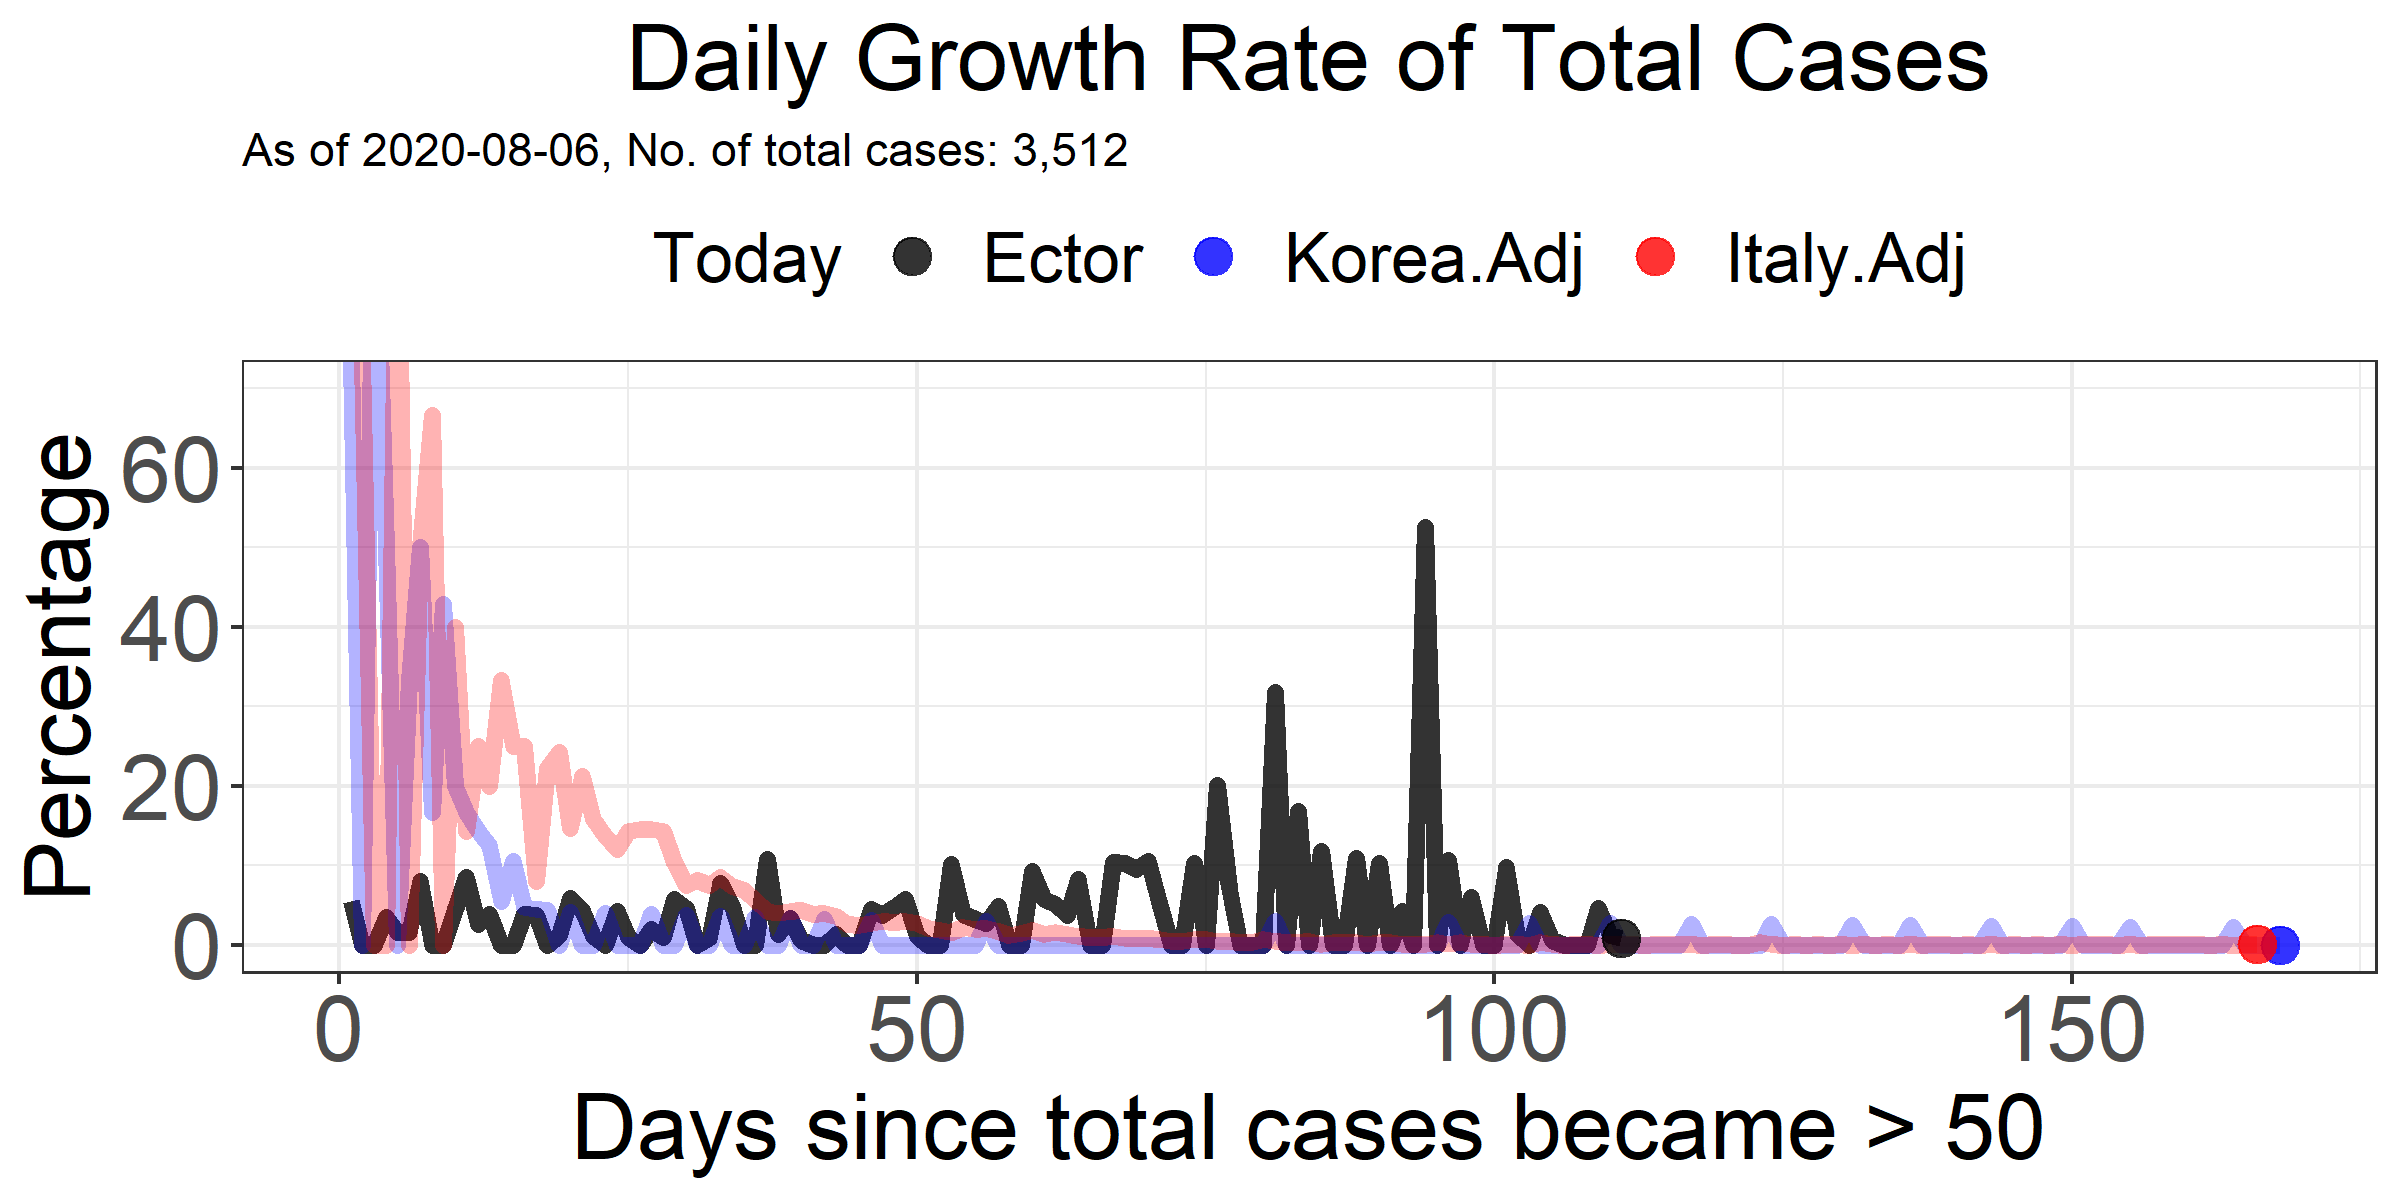 Daily Growth Rate of Total Cases
As of 2020-08-06, No. of total cases: 3,512
Today Ector Korea.Adj Italy.Adj
Percentage
60
40
20
0
0 50 100 150
Days since total cases became > 50